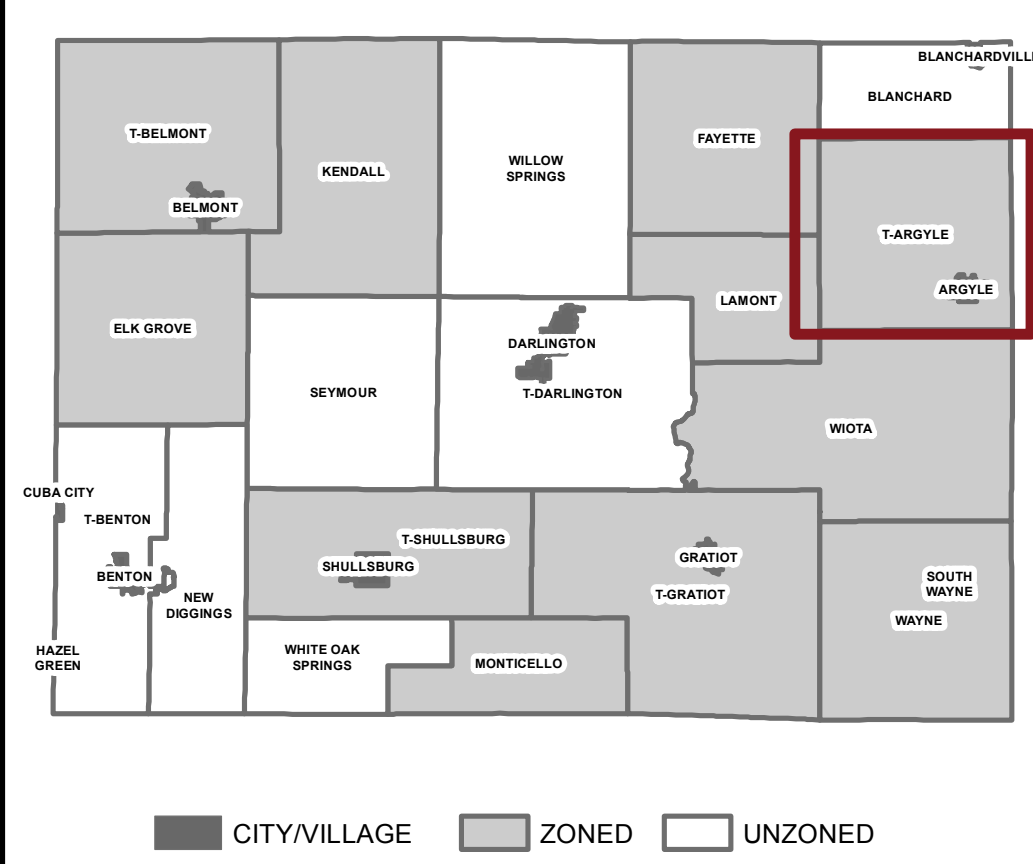 BLANCHARDVILLE
BLANCHARD
T-BELMONT
FAYETTE
KENDALL
WILLOW
SPRINGS
BELMONT
T-ARGYLE
ARGYLE
LAMONT
ELK GROVE
DARLINGTON
T-DARLINGTON
SEYMOUR
WIOTA
CUBA CITY
T-BENTON
T-SHULLSBURG
SHULLSBURG
GRATIOT
T-GRATIOT
BENTON
NEW
DIGGINGS
SOUTH
WAYNE
WAYNE
HAZEL
GREEN
WHITE OAK
SPRINGS
MONTICELLO
CITY/VILLAGE
ZONED
UNZONED